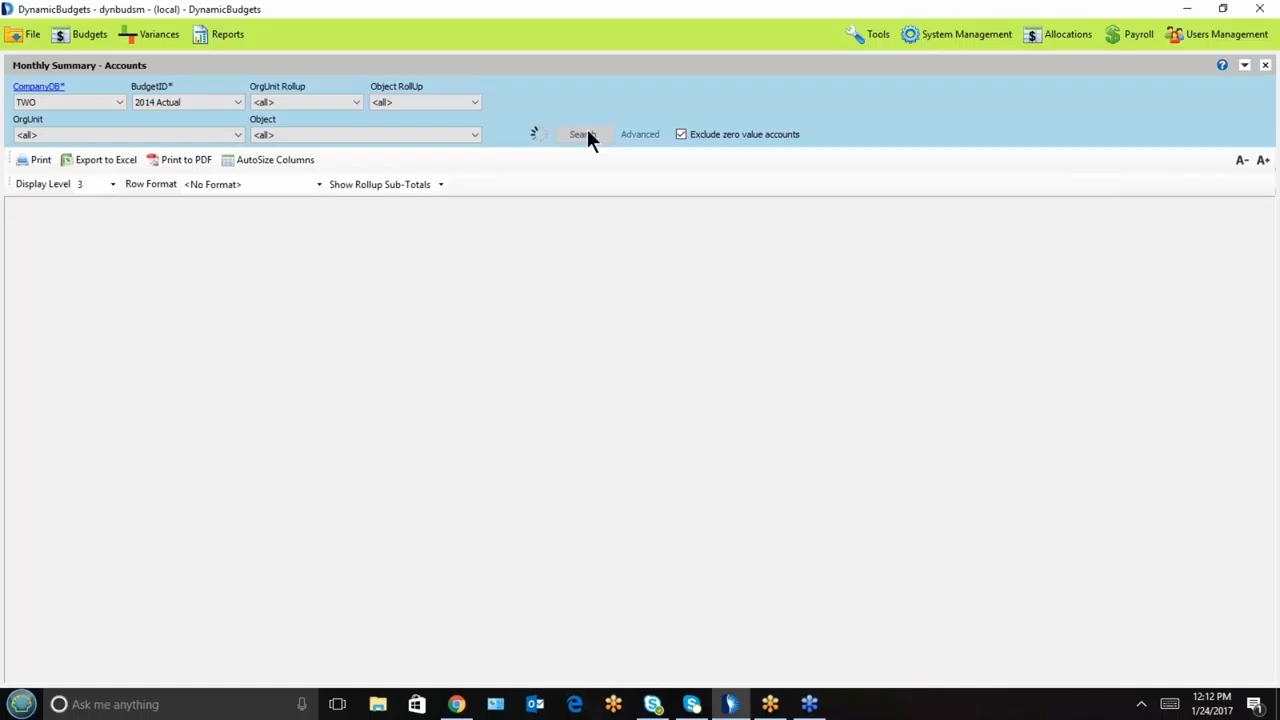 DynamicBudgets - dynbudsm - (local) - DynamicBudgets
File Budgets Variances Reports Tools System Management Allocations Payroll Users Management
Monthly Summary - Accounts
CompanyDB* BudgetID* OrgUnit Rollup Object RollUp
TWO 2014 Actual <all> <all>
OrgUnit Object
<all> <all> Search Advanced Exclude zero value accounts
Print Export to Excel Print to PDF AutoSize Columns A- A+
Display Level 3 Row Format <No Format> Show Rollup Sub-Totals
Ask me anything 12:12 PM
1/24/2017